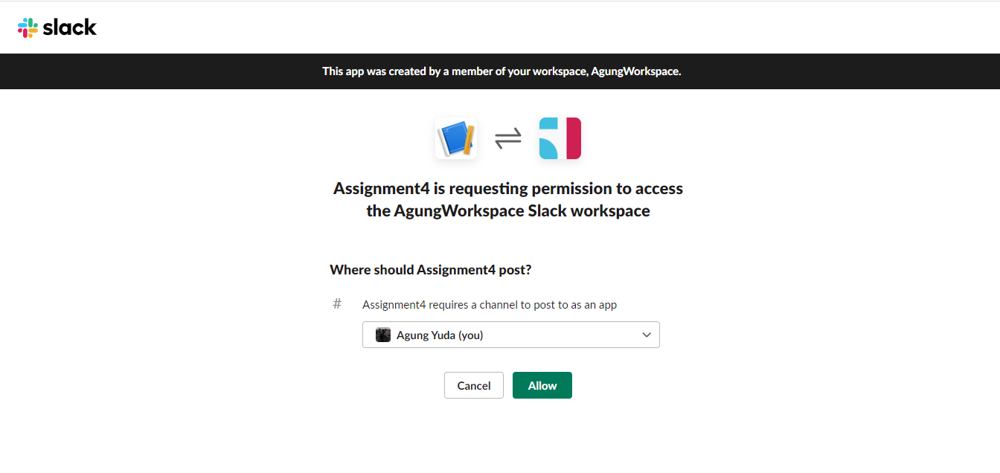 slack
This app was created by a member of your workspace, AgungWorkspace.
Assignment4 is requesting permission to access
the AgungWorkspace Slack workspace
Where should Assignment4 post?
# Assignment4 requires a channel to post to as an app
Agung Yuda (you)
Cancel Allow